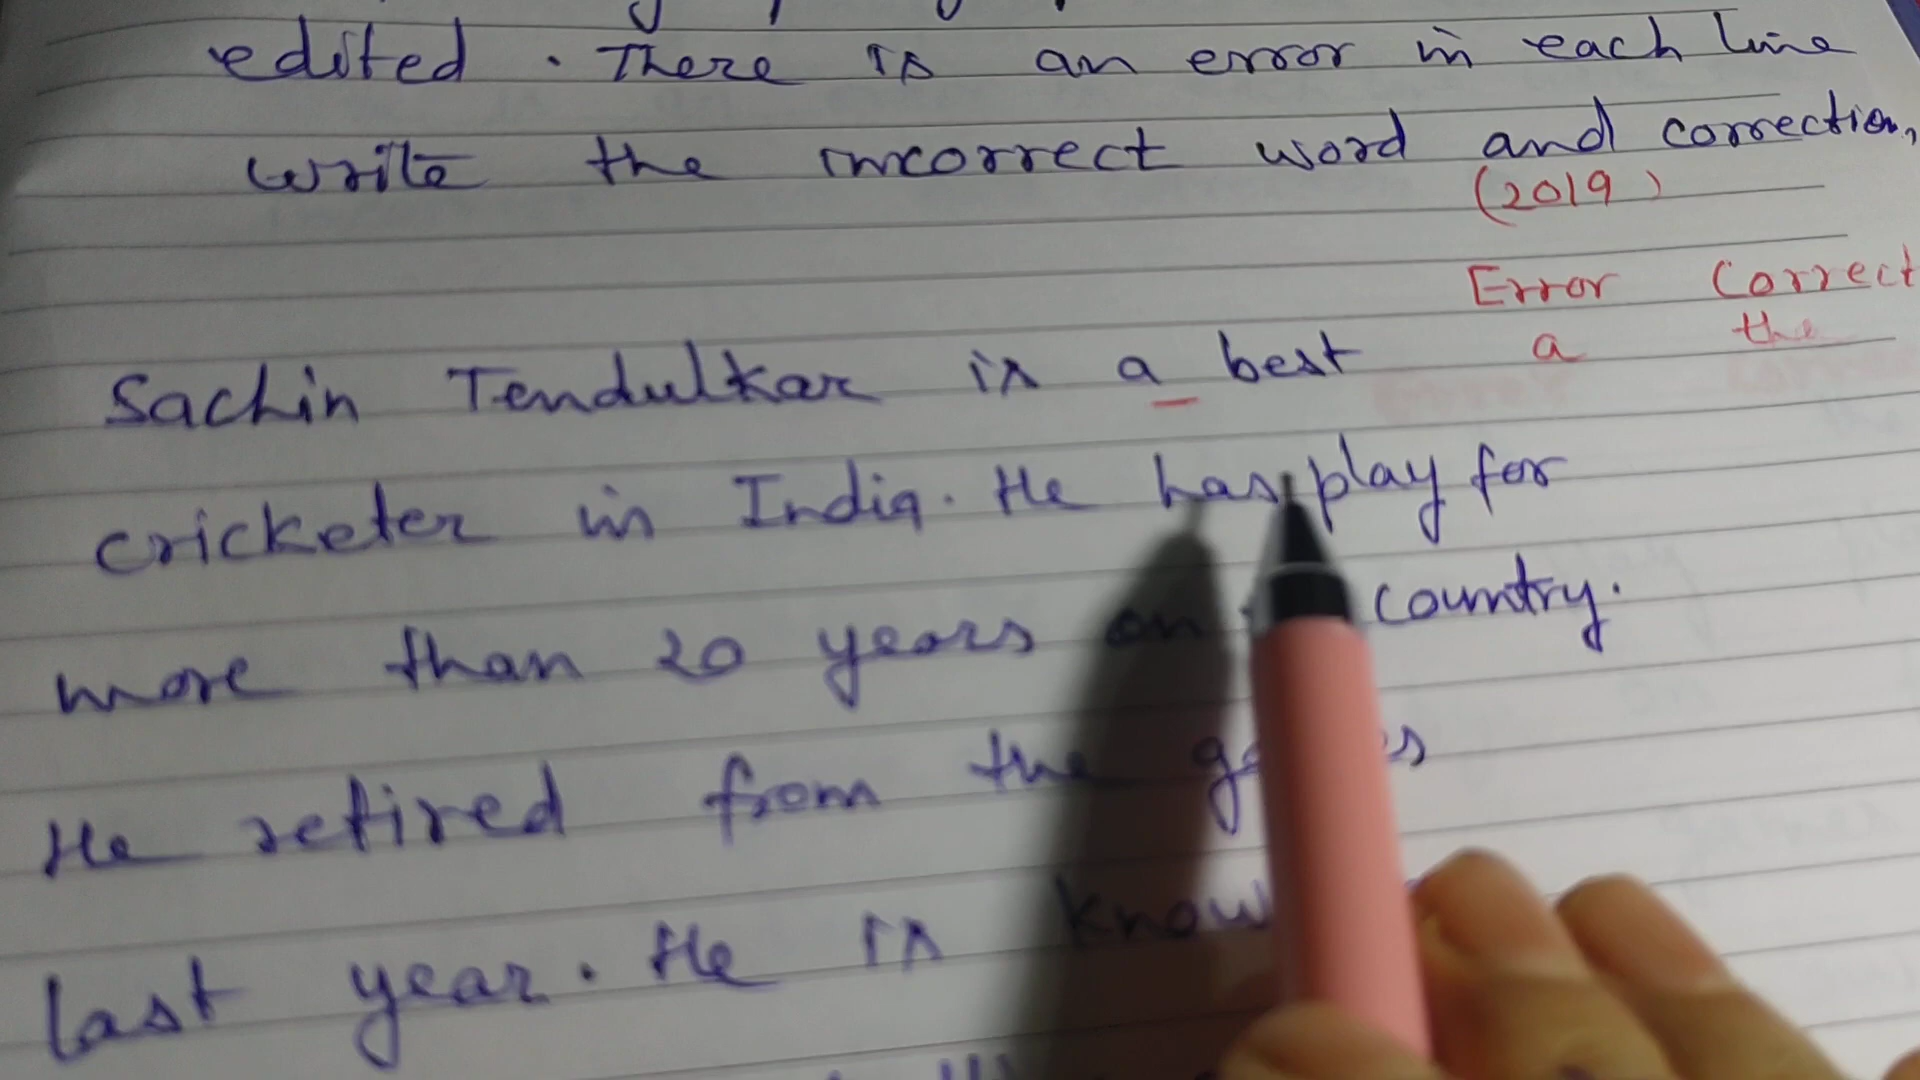 edited. There is an error in each line
write the incorrect word and correction,
(2019)
Error Correct
Sachin Tendulkar is a best a the
cricketer in India. He has play for
more than 20 years on country.
He retired from the
last year. He is